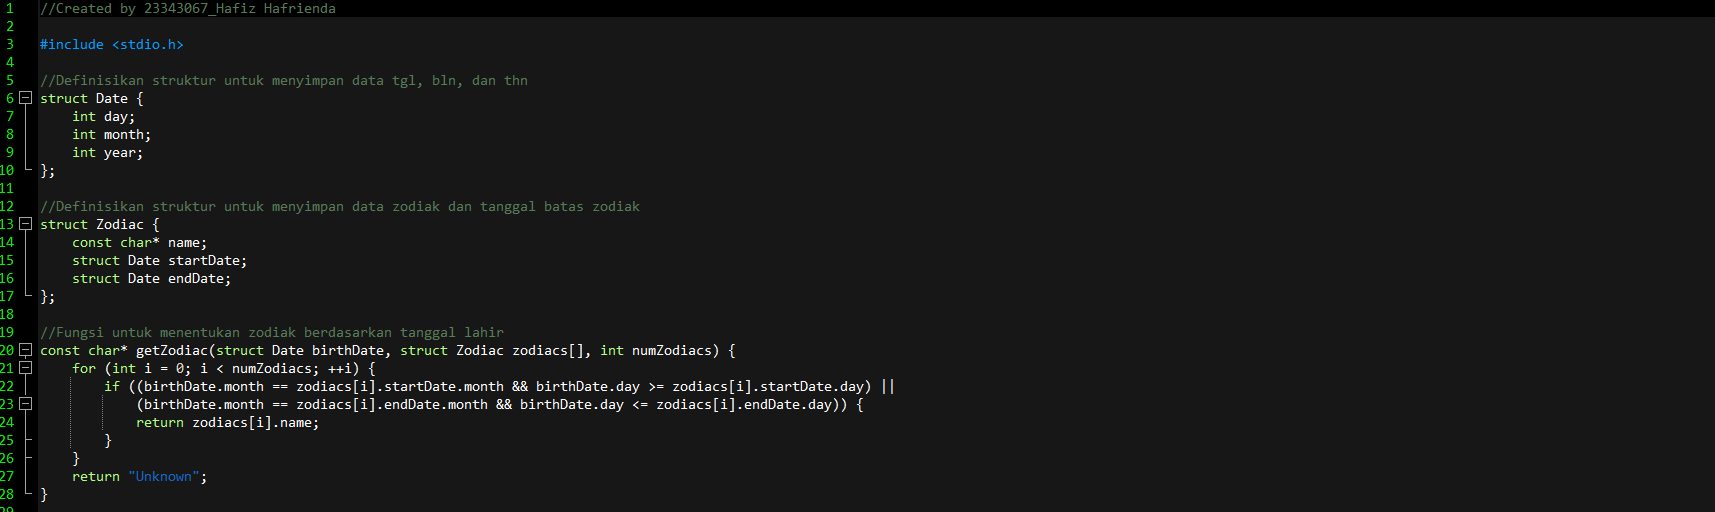 1 //Created by 23343067_Hafiz Hafrienda
2
3 #include <stdio.h>
4
5 //Definisikan struktur untuk menyimpan data tgl, bln, dan thn
6 struct Date {
7     int day;
8     int month;
9     int year;
10 };
11
12 //Definisikan struktur untuk menyimpan data zodiak dan tanggal batas zodiak
13 struct Zodiac {
14     const char* name;
15     struct Date startDate;
16     struct Date endDate;
17 };
18
19 //Fungsi untuk menentukan zodiak berdasarkan tanggal lahir
20 const char* getZodiac(struct Date birthDate, struct Zodiac zodiacs[], int numZodiacs) {
21     for (int i = 0; i < numZodiacs; ++i) {
22         if ((birthDate.month == zodiacs[i].startDate.month && birthDate.day >= zodiacs[i].startDate.day) ||
23             (birthDate.month == zodiacs[i].endDate.month && birthDate.day <= zodiacs[i].endDate.day)) {
24             return zodiacs[i].name;
25         }
26     }
27     return "Unknown";
28 }
29